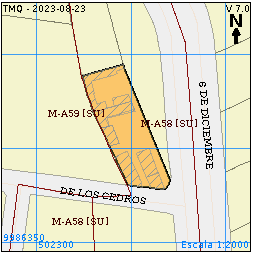 TMQ - 2023-08-23
V 7.0
N
M-A59 [SU]
M-A58 [SU]
6 DE DICIEMBRE
DE LOS CEDROS
M-A58 [SU]
9986350
502300
Escala 1:2000